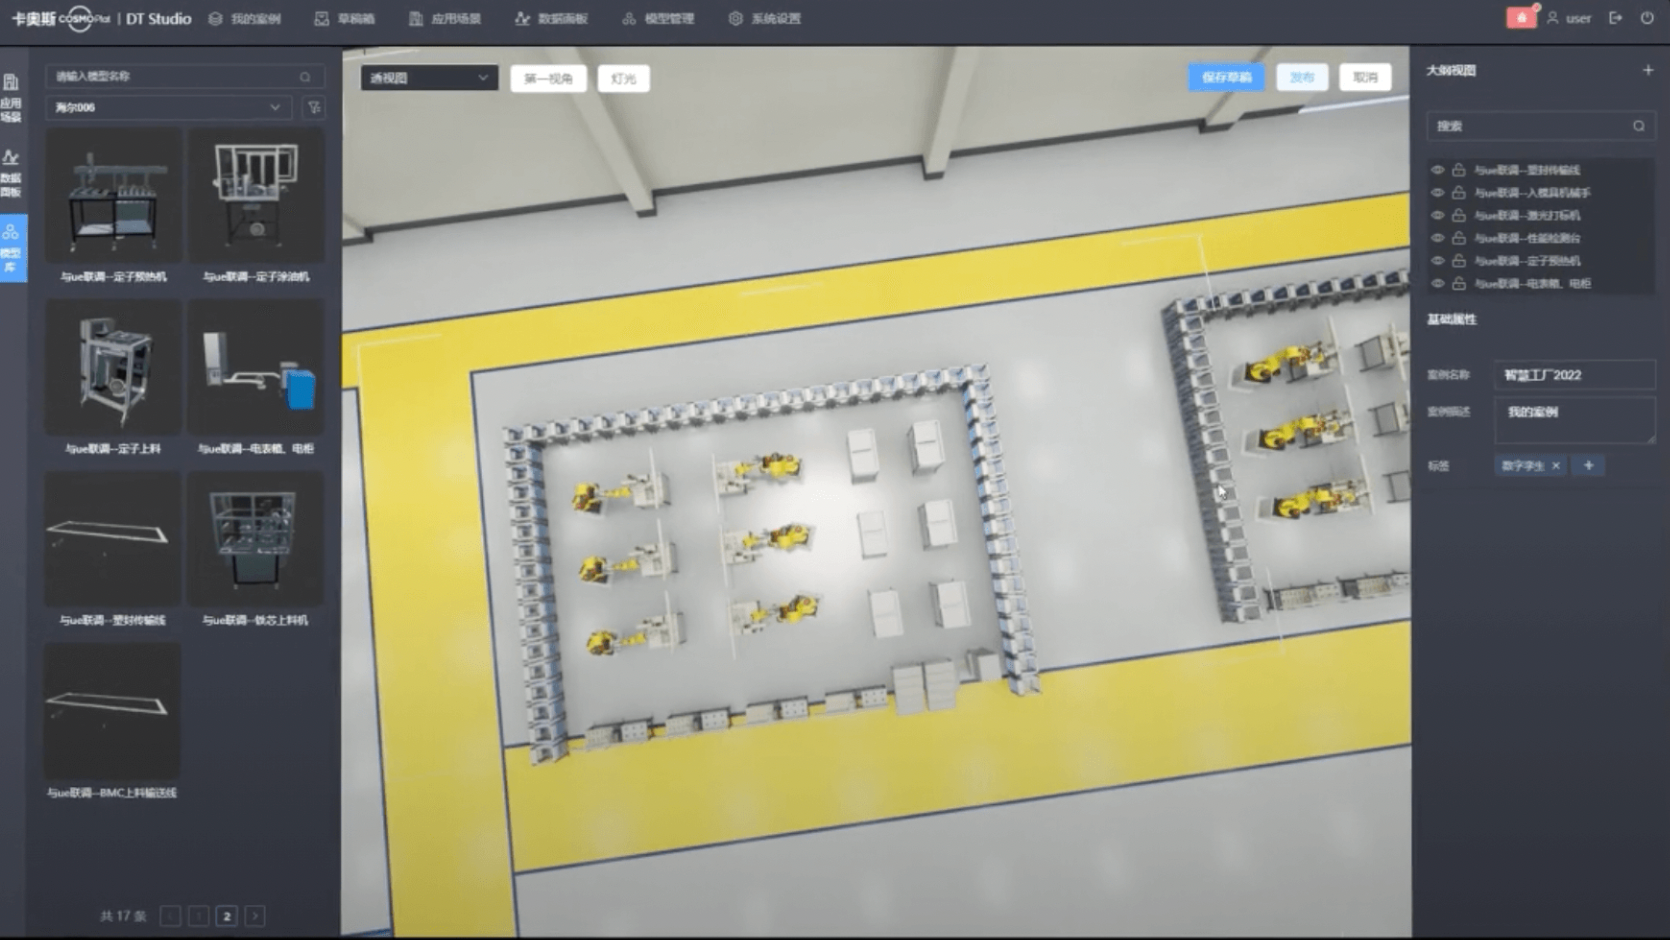 卡奥斯 COSMOPlat | DT Studio
我的案例
草稿箱
应用场景
数据面板
模型管理
系统设置
user
应用
场景
数据
面板
模型
库
请输入模型名称
海尔006
与ue联调--定子预热机
与ue联调--定子涂油机
与ue联调--定子上料
与ue联调--电表箱、电柜
与ue联调--塑封传输线
与ue联调--铁芯上料机
与ue联调--BMC上料输送线
共 17 条
1
2
透视图
第一视角
灯光
保存草稿
发布
取消
大纲视图
搜索
与ue联调--塑封传输线
与ue联调--入模具机械手
与ue联调--激光打标机
与ue联调--性能检测台
与ue联调--定子预热机
与ue联调--电表箱、电柜
基础属性
案例名称
智慧工厂2022
案例描述
我的案例
标签
数字孪生